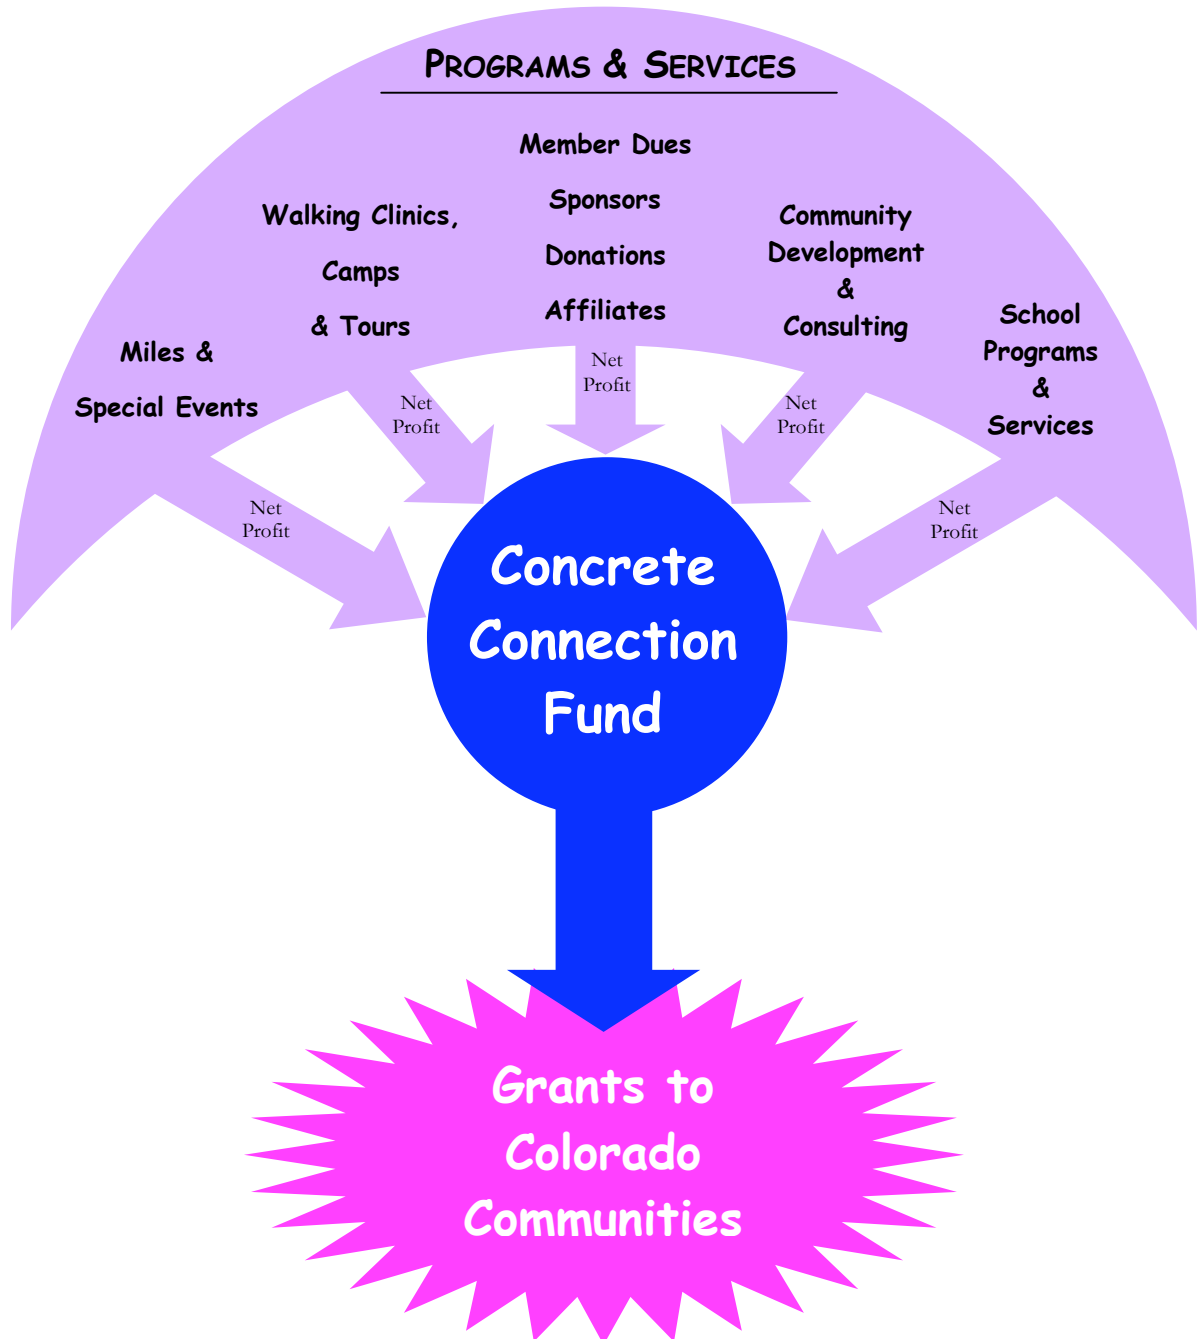 PROGRAMS & SERVICES
Miles &
Special Events
Walking Clinics,
Camps
& Tours
Member Dues
Sponsors
Donations
Affiliates
Community
Development
&
Consulting
School
Programs
&
Services
Net
Profit
Net
Profit
Net
Profit
Net
Profit
Net
Profit
Concrete
Connection
Fund
Grants to
Colorado
Communities